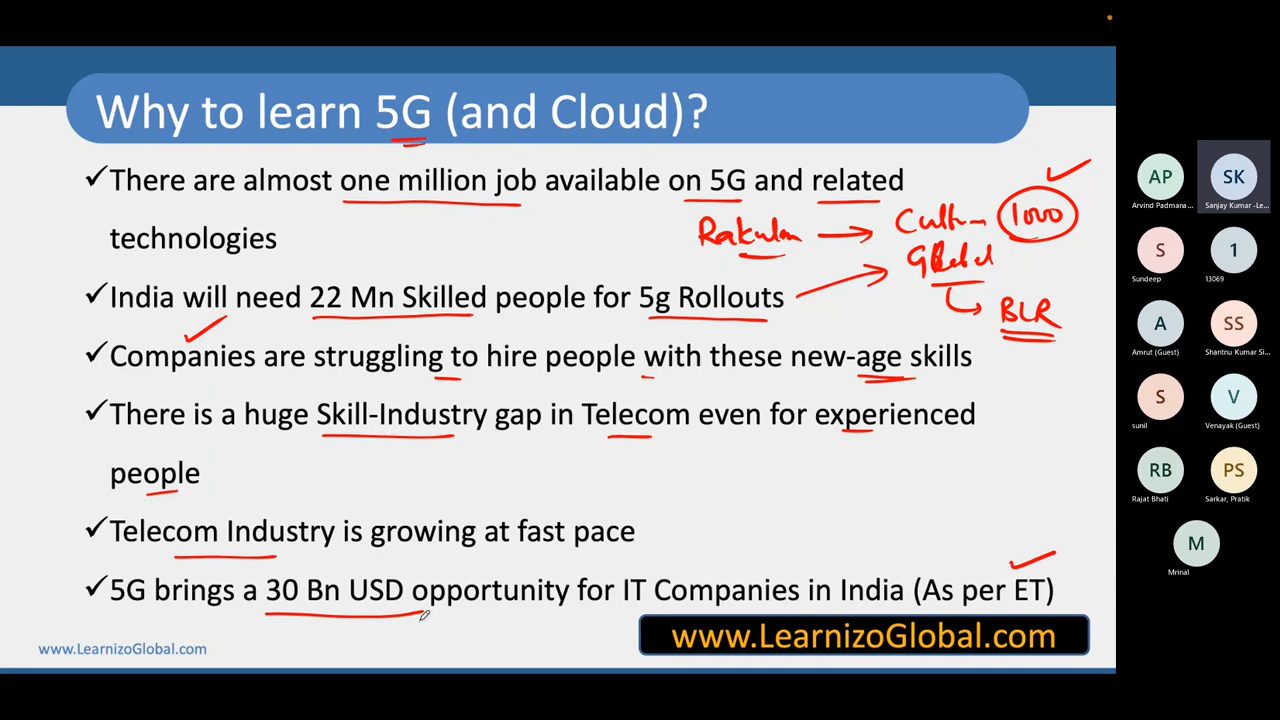 Why to learn 5G (and Cloud)?
✓There are almost one million job available on 5G and related
technologies
Rakuten → 1000
✓India will need 22 Mn Skilled people for 5g Rollouts
BLR
✓Companies are struggling to hire people with these new-age skills
✓There is a huge Skill-Industry gap in Telecom even for experienced
people
✓Telecom Industry is growing at fast pace
✓5G brings a 30 Bn USD opportunity for IT Companies in India (As per ET)
www.LearnizoGlobal.com
www.LearnizoGlobal.com
AP SK
Arvind Padmana... Sanjay Kumar -Le...
S 1
Sundeep 13069
A SS
Amrut (Guest) Shantnu Kumar Si...
S V
sunil Venayak (Guest)
RB PS
Rajat Bhati Sarkar, Pratik
M
Mrinal